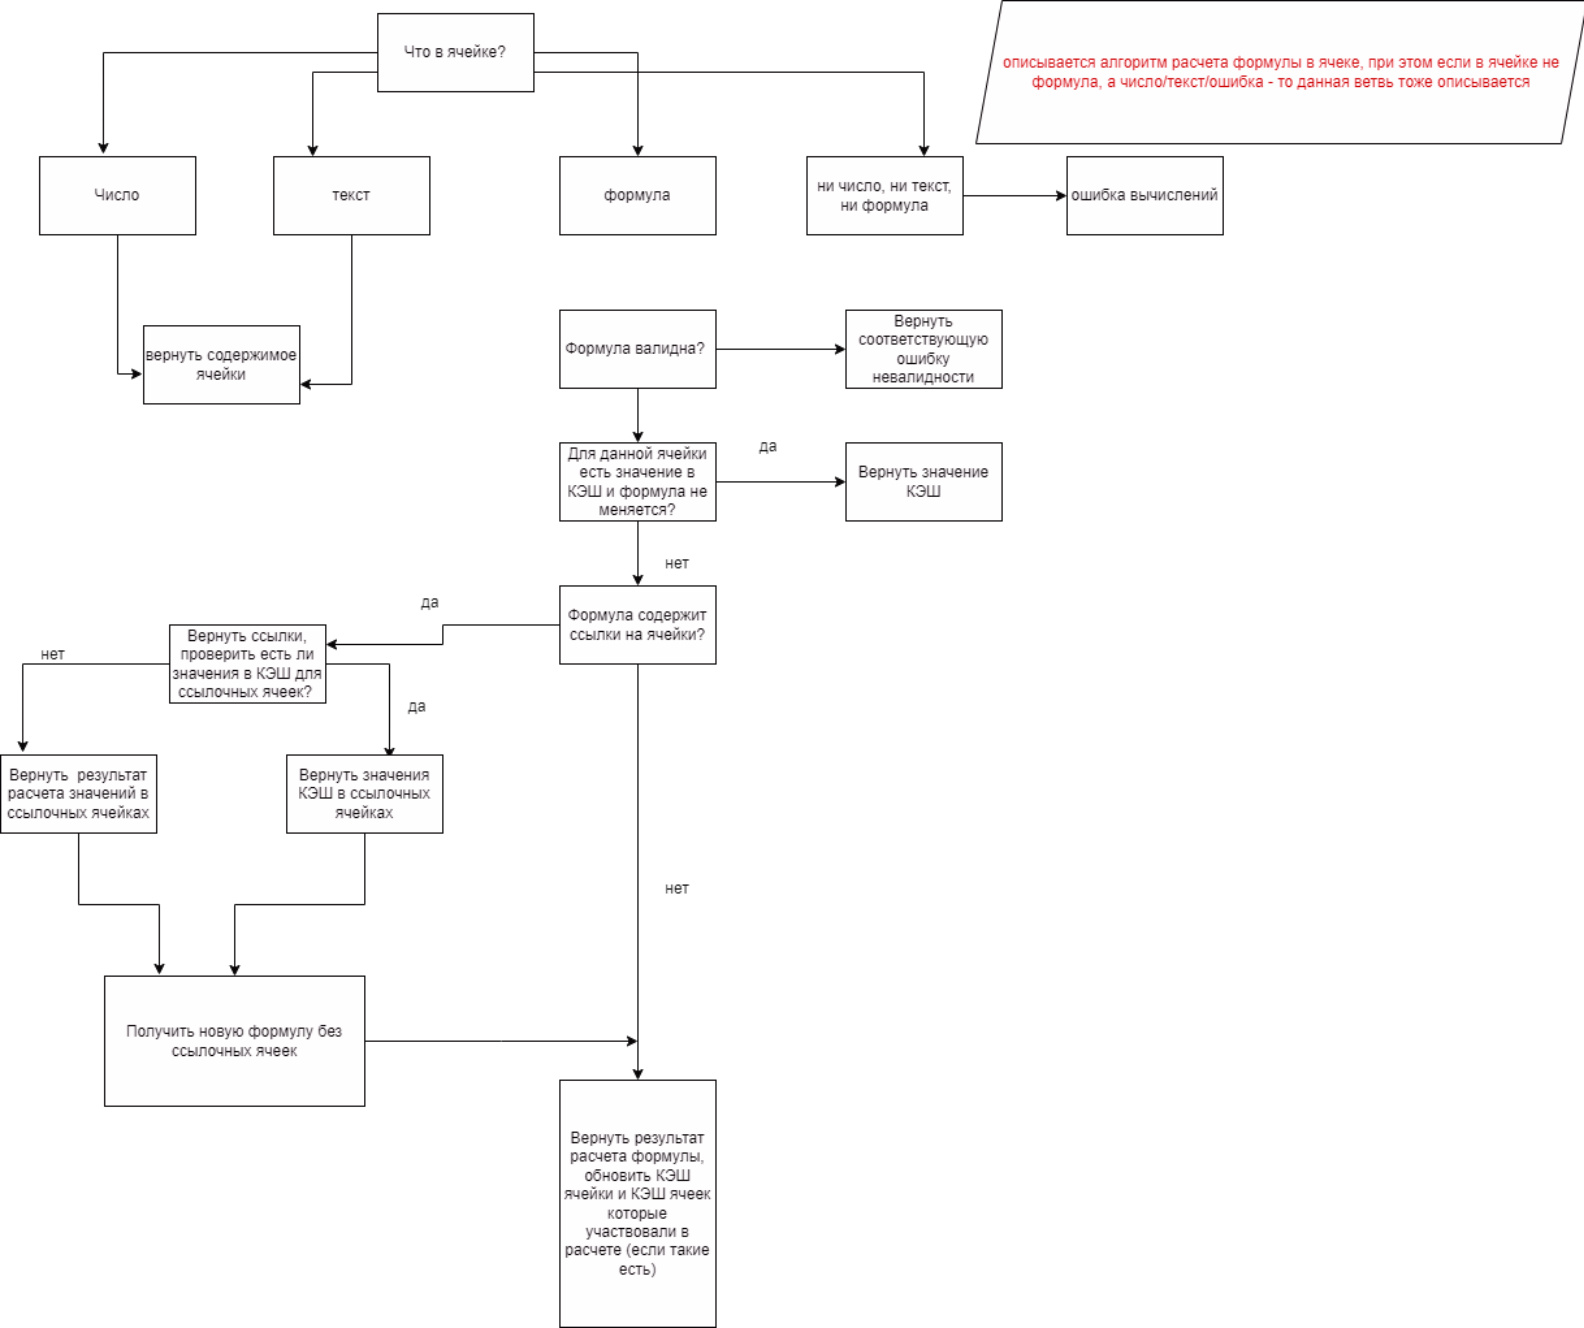 Что в ячейке?
описывается алгоритм расчета формулы в ячеке, при этом если в ячейке не
формула, а число/текст/ошибка - то данная ветвь тоже описывается
Число
текст
формула
ни число, ни текст,
ни формула
ошибка вычислений
вернуть содержимое
ячейки
Формула валидна?
Вернуть
соответствующую
ошибку
невалидности
Для данной ячейки
есть значение в
КЭШ и формула не
меняется?
да
Вернуть значение
КЭШ
нет
Формула содержит
ссылки на ячейки?
да
Вернуть ссылки,
проверить есть ли
значения в КЭШ для
ссылочных ячеек?
нет
да
Вернуть  результат
расчета значений в
ссылочных ячейках
Вернуть значения
КЭШ в ссылочных
ячейках
нет
Получить новую формулу без
ссылочных ячеек
Вернуть результат
расчета формулы,
обновить КЭШ
ячейки и КЭШ ячеек
которые
участвовали в
расчете (если такие
есть)